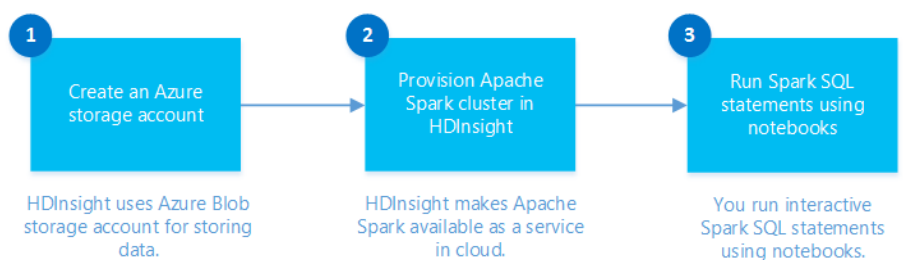 1
Create an Azure
storage account
HDInsight uses Azure Blob
storage account for storing
data.
2
Provision Apache
Spark cluster in
HDInsight
HDInsight makes Apache
Spark available as a service
in cloud.
3
Run Spark SQL
statements using
notebooks
You run interactive
Spark SQL statements
using notebooks.